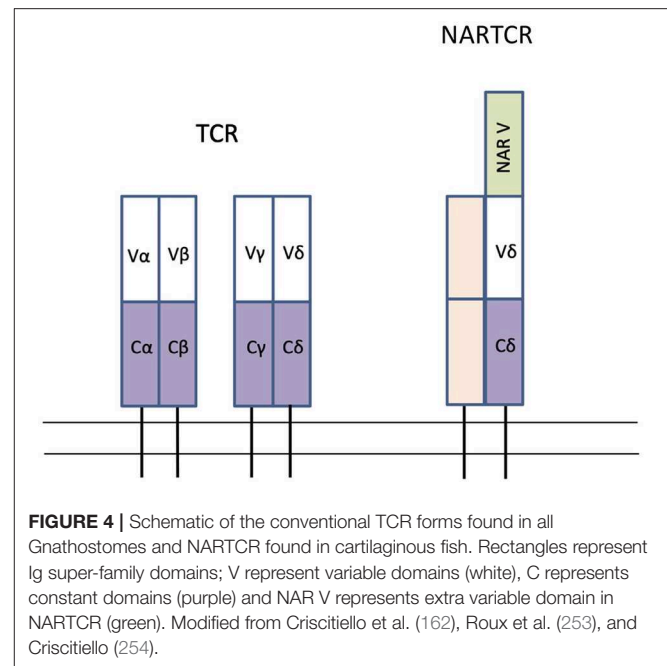 NARTCR
TCR
NAR V
Vα Vβ Vγ Vδ Vδ
Cα Cβ Cγ Cδ Cδ
FIGURE 4 | Schematic of the conventional TCR forms found in all
Gnathostomes and NARTCR found in cartilaginous fish. Rectangles represent
Ig super-family domains; V represent variable domains (white), C represents
constant domains (purple) and NAR V represents extra variable domain in
NARTCR (green). Modified from Criscitiello et al. (162), Roux et al. (253), and
Criscitiello (254).